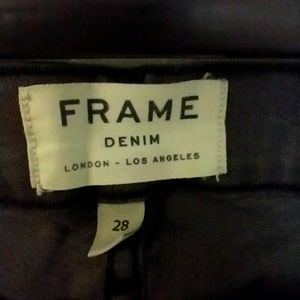 FRAME
DENIM
LONDON - LOS ANGELES
28